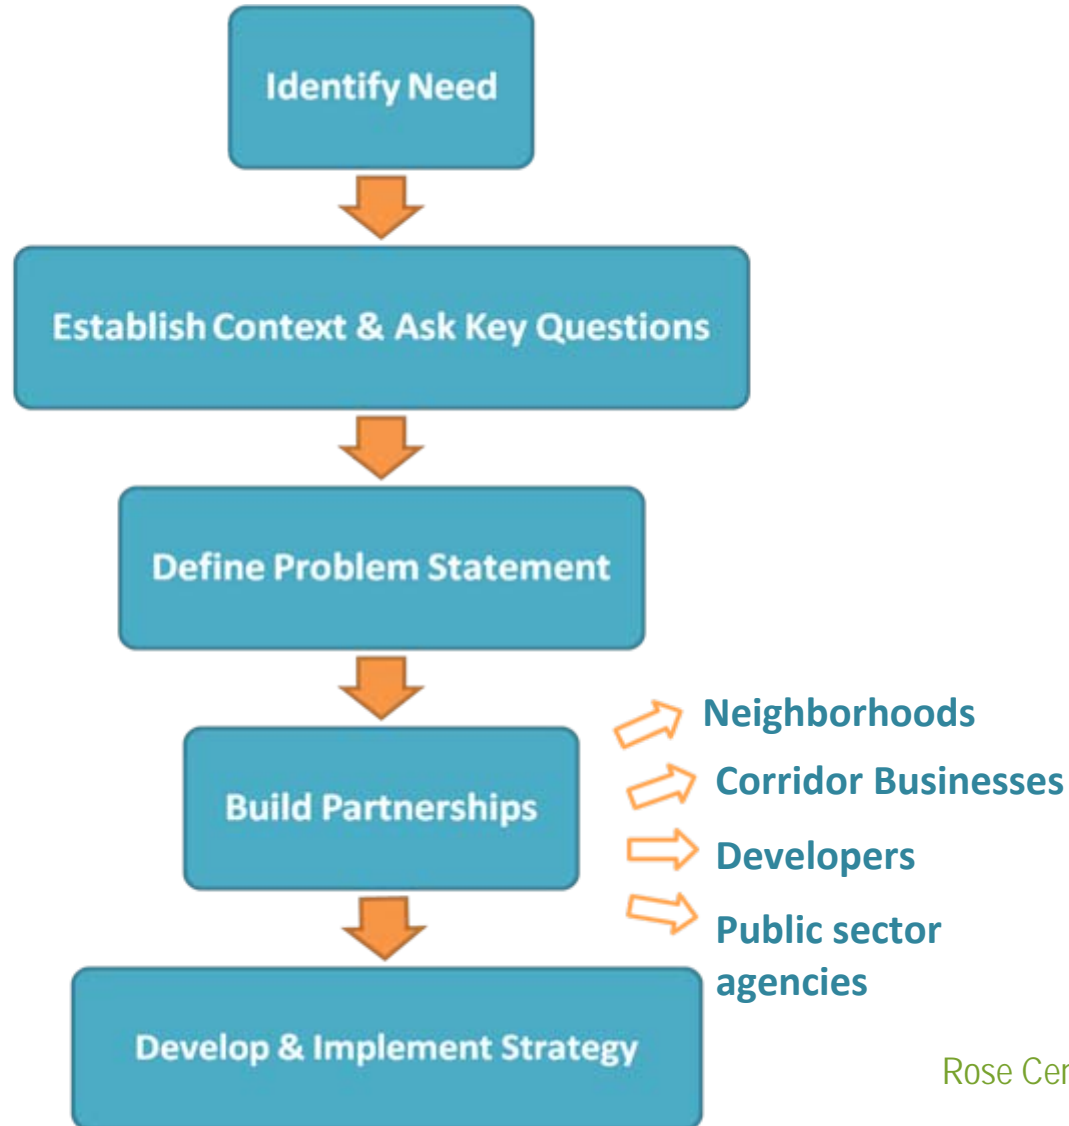 Identify Need
Establish Context & Ask Key Questions
Define Problem Statement
Build Partnerships
Neighborhoods
Corridor Businesses
Developers
Public sector
agencies
Develop & Implement Strategy
Rose